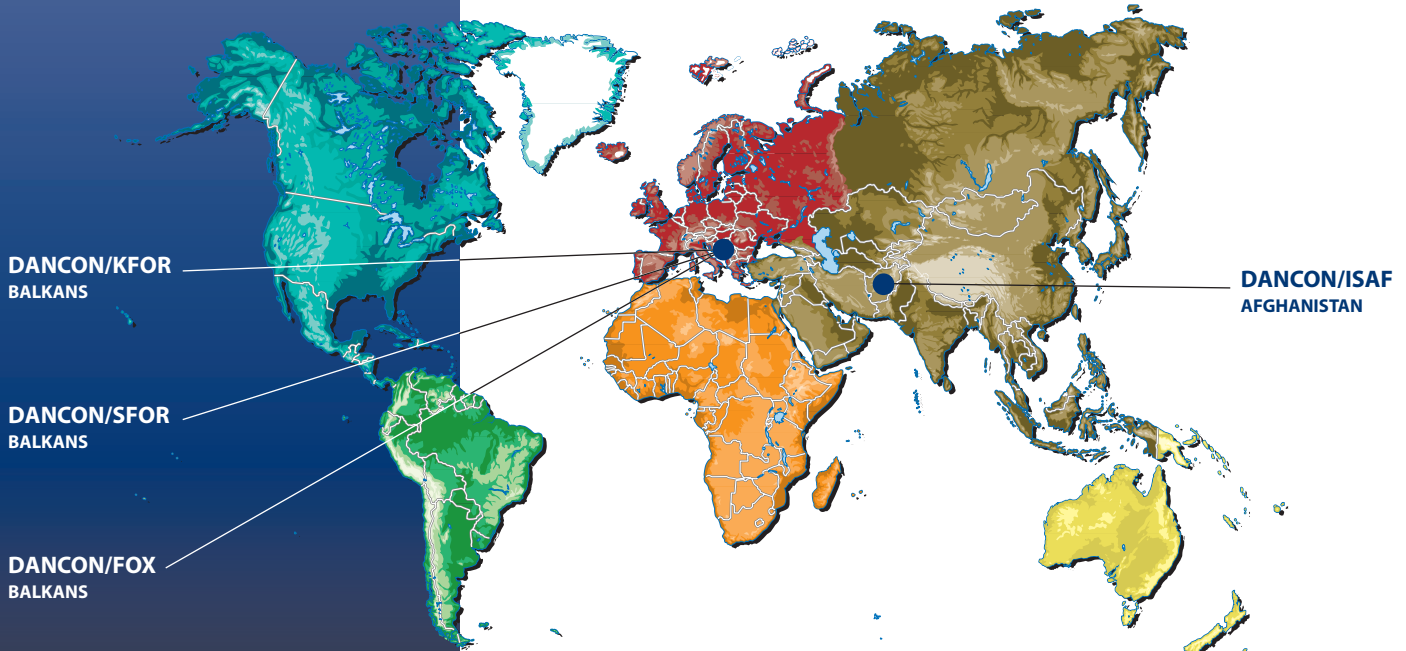 DANCON/KFOR
BALKANS
DANCON/SFOR
BALKANS
DANCON/FOX
BALKANS
DANCON/ISAF
AFGHANISTAN